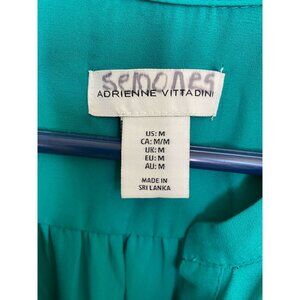 semones
ADRIENNE VITTADINI
US: M
CA: M/M
UK: M
EU: M
AU: M
MADE IN
SRI LANKA